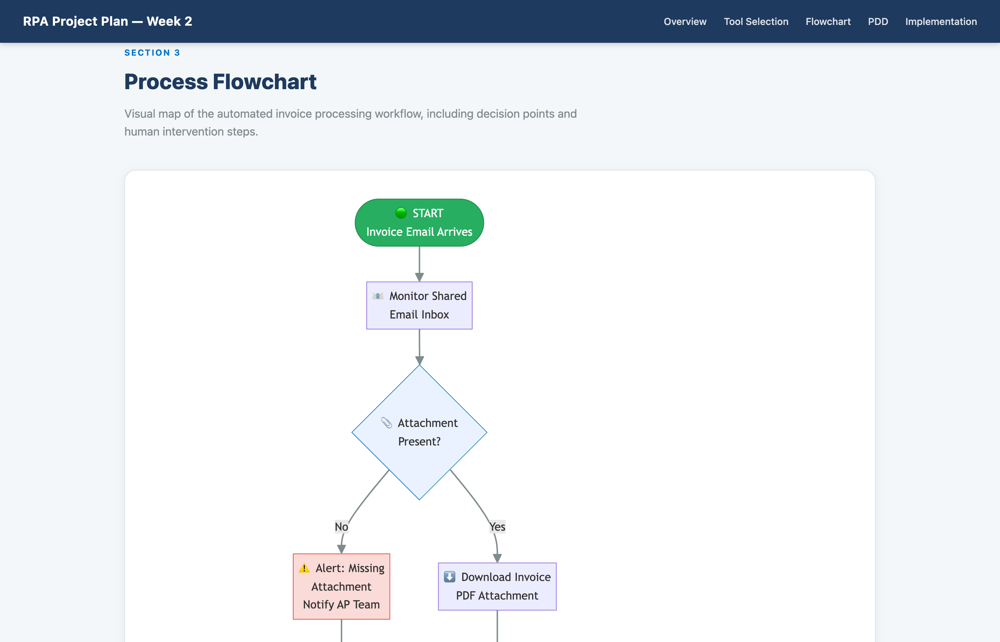 RPA Project Plan — Week 2
Overview
Tool Selection
Flowchart
PDD
Implementation
SECTION 3
Process Flowchart
Visual map of the automated invoice processing workflow, including decision points and
human intervention steps.
START
Invoice Email Arrives
Monitor Shared
Email Inbox
Attachment
Present?
No
Yes
Alert: Missing
Attachment
Notify AP Team
Download Invoice
PDF Attachment